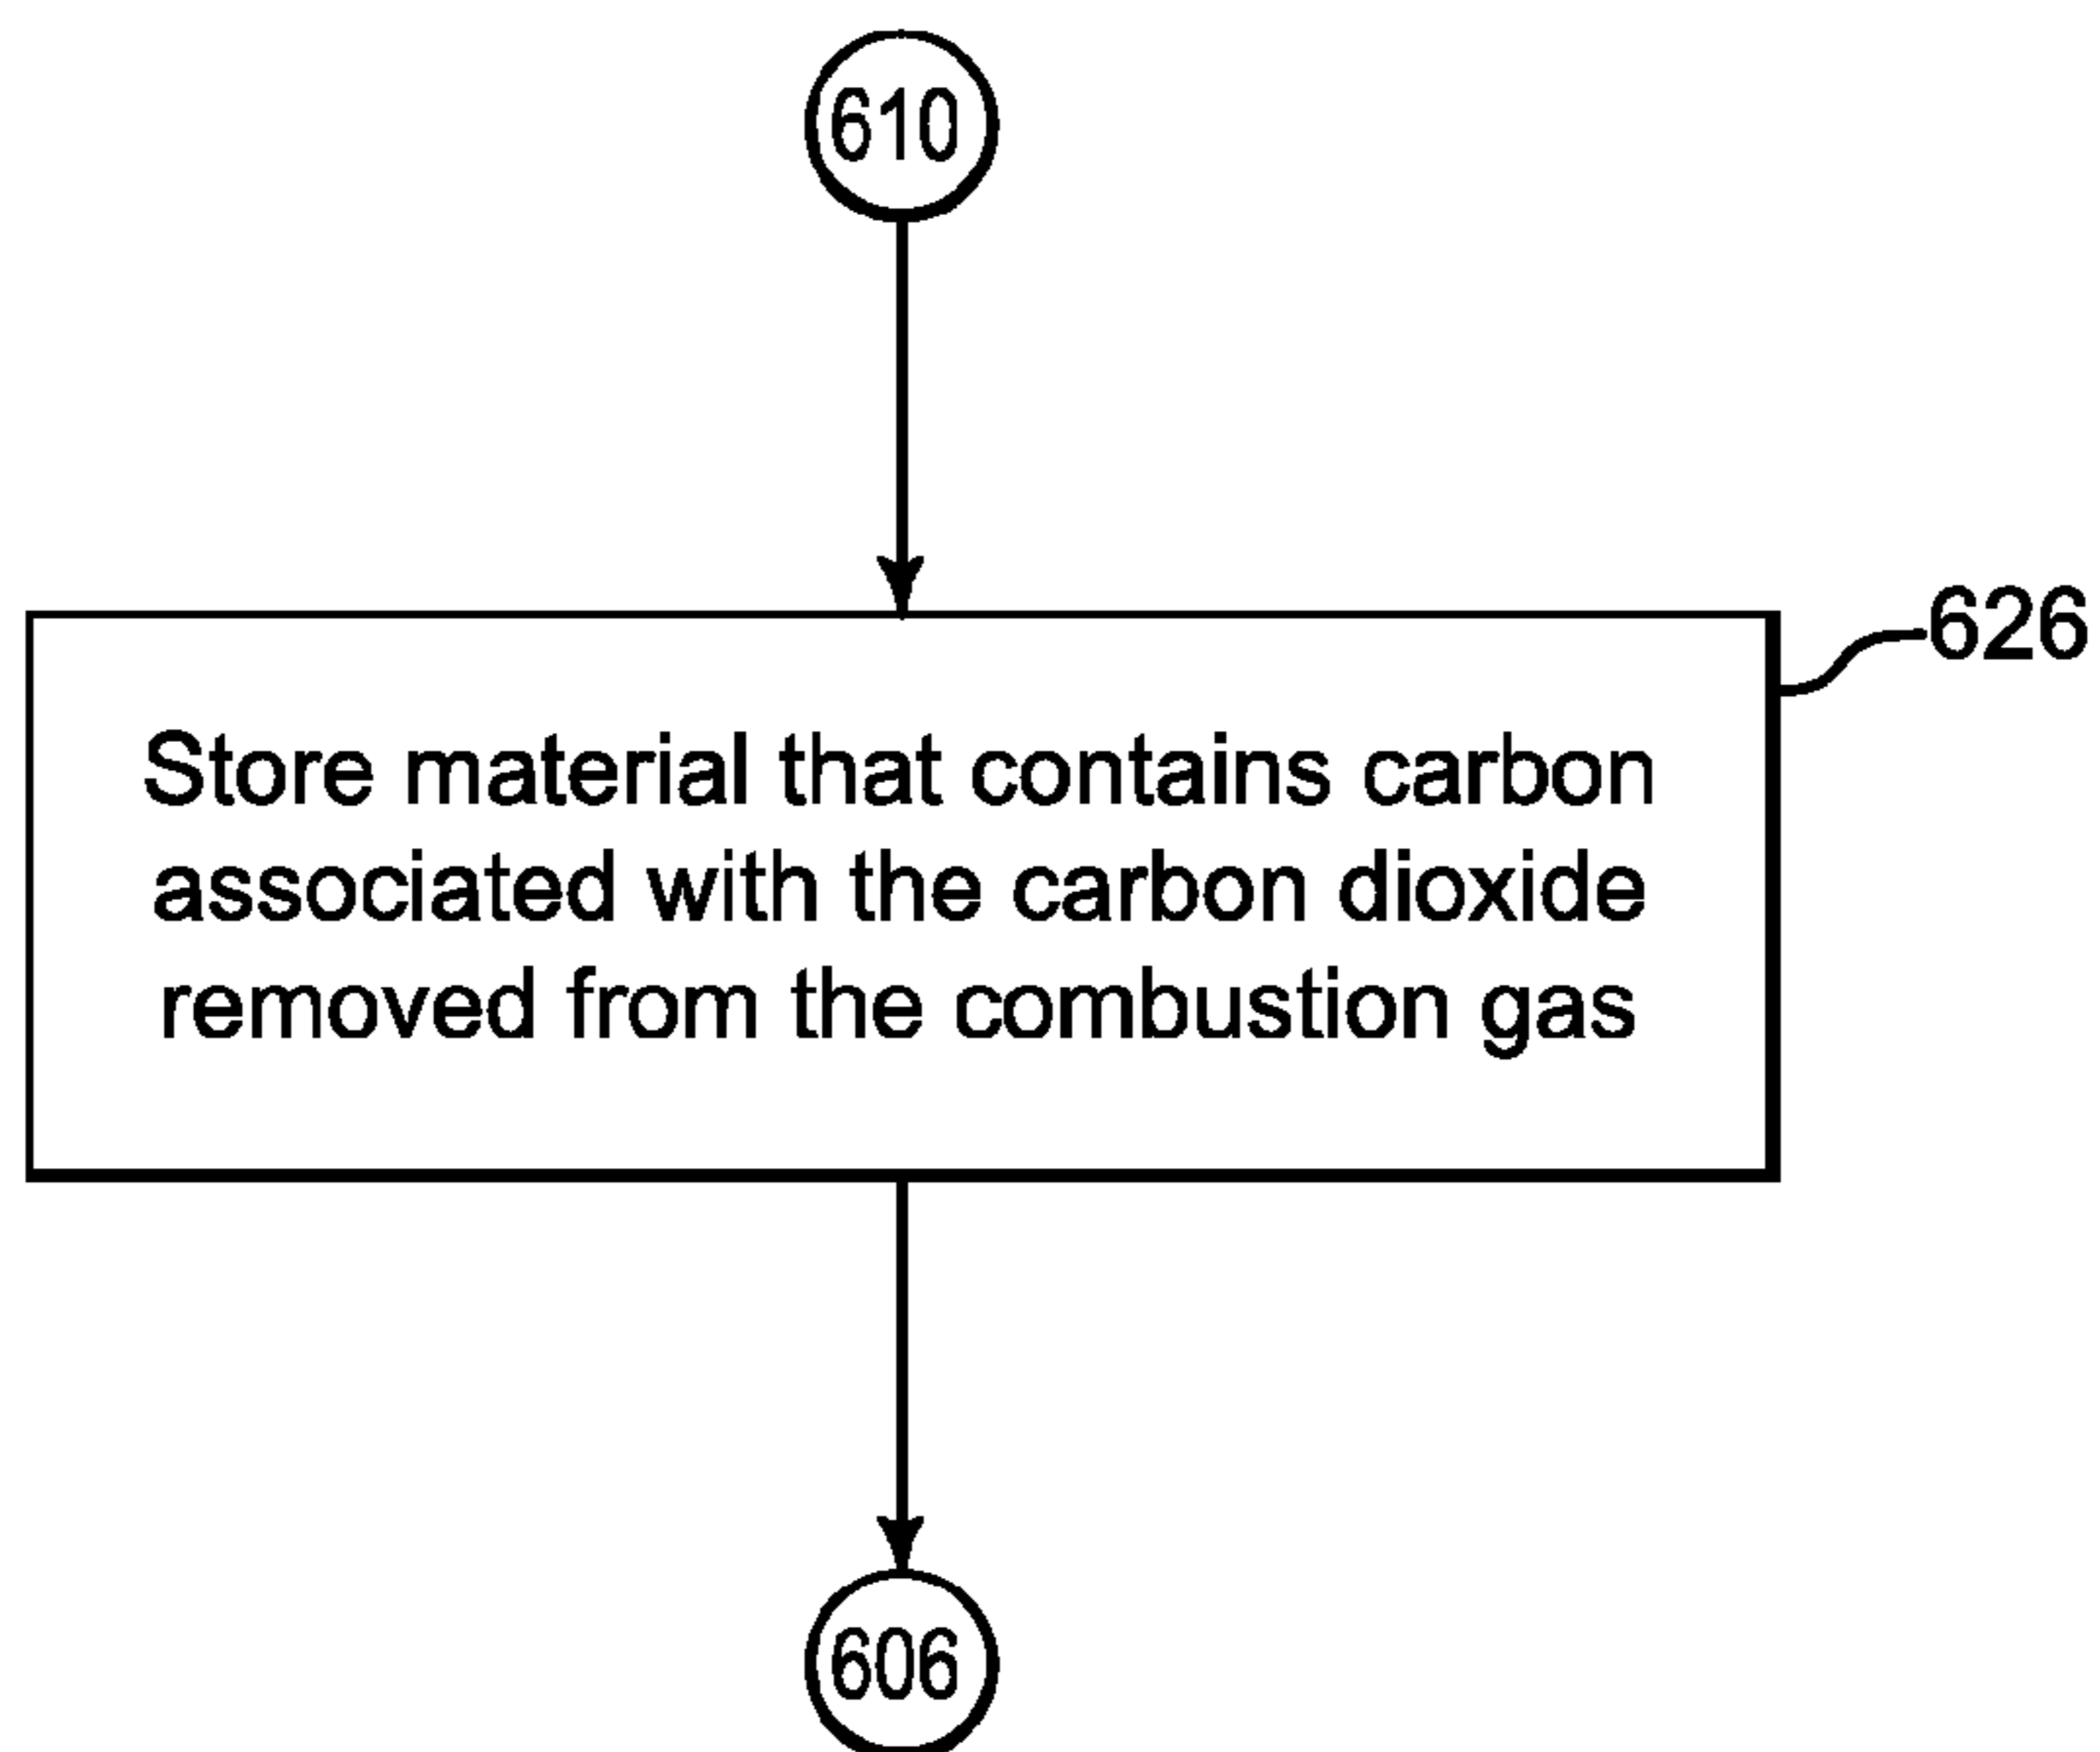 610
626
Store material that contains carbon
associated with the carbon dioxide
removed from the combustion gas
606